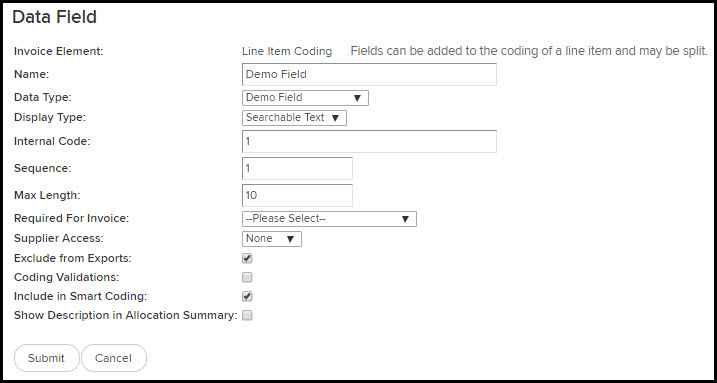 Data Field
Invoice Element: Line Item Coding Fields can be added to the coding of a line item and may be split.
Name: Demo Field
Data Type: Demo Field
Display Type: Searchable Text
Internal Code: 1
Sequence: 1
Max Length: 10
Required For Invoice: --Please Select--
Supplier Access: None
Exclude from Exports:
Coding Validations:
Include in Smart Coding:
Show Description in Allocation Summary:
Submit Cancel